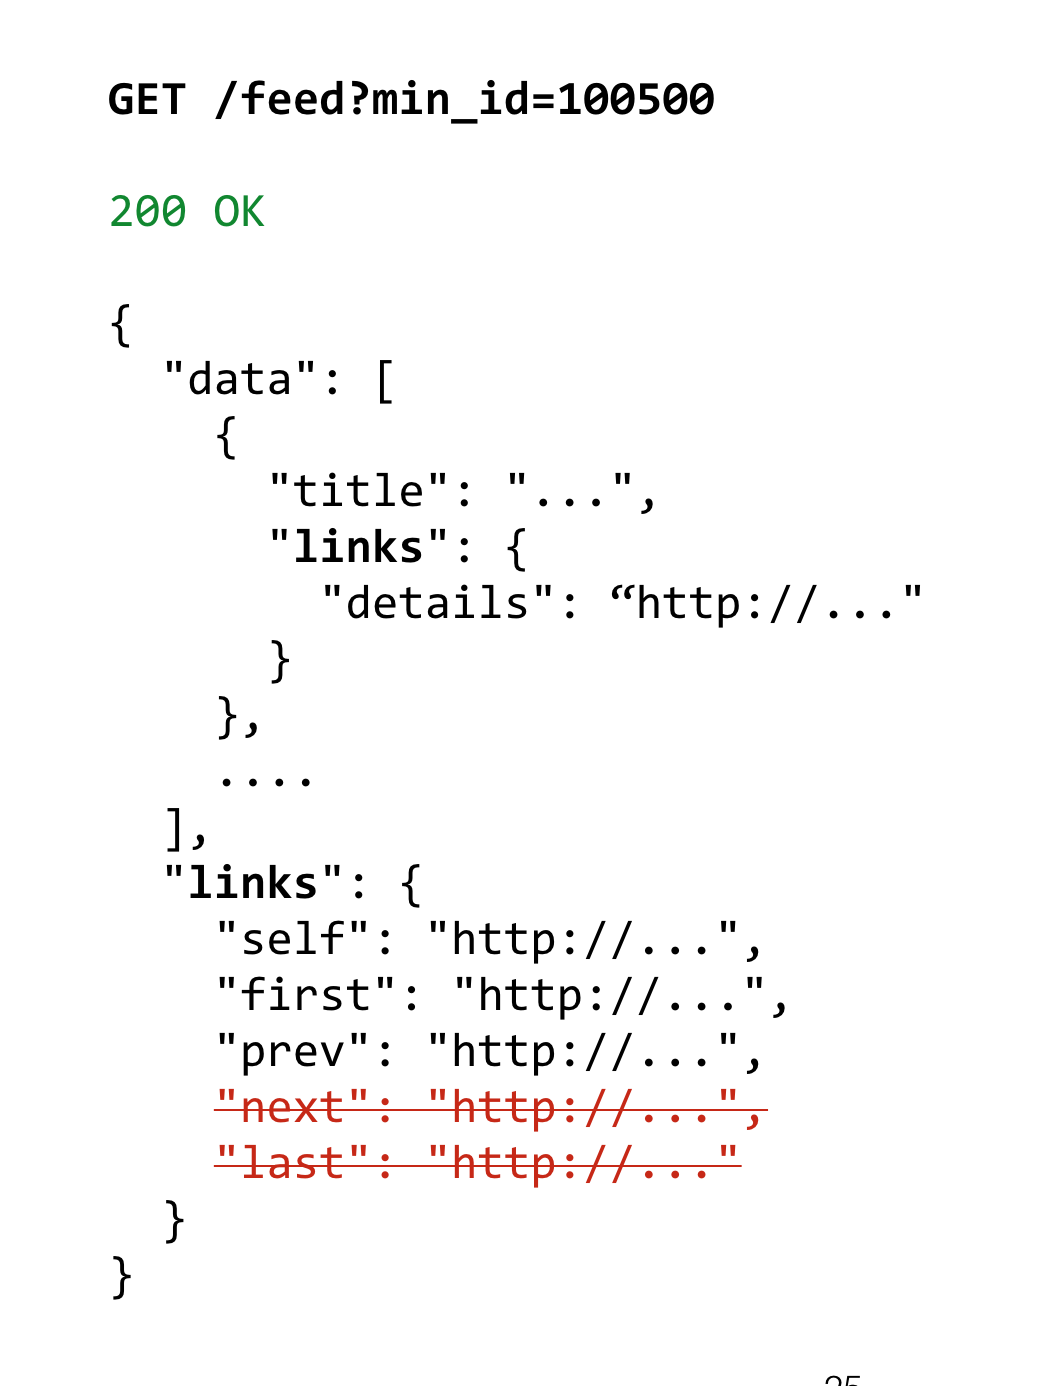 GET /feed?min_id=100500
200 OK
{
  "data": [
    {
      "title": "...",
      "links": {
        "details": “http://..."
      }
    },
    ....
  ],
  "links": {
    "self": "http://...",
    "first": "http://...",
    "prev": "http://...",
    "next": "http://...",
    "last": "http://..."
  }
}